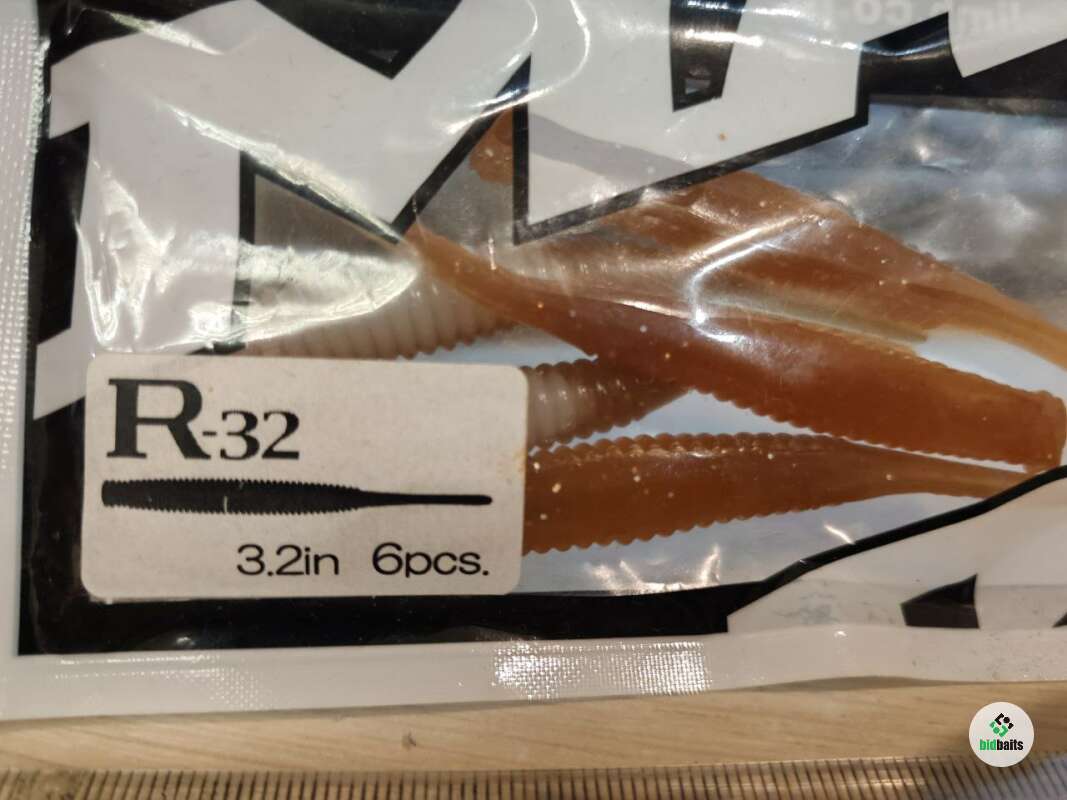 R-32
3.2in 6pcs.
bidbaits